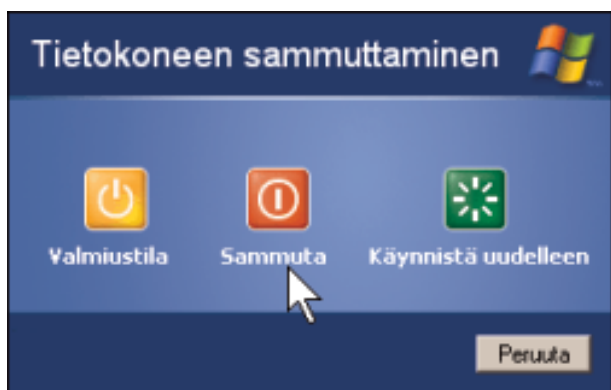 Tietokoneen sammuttaminen
Valmiustila Sammuta Käynnistä uudelleen
Peruuta